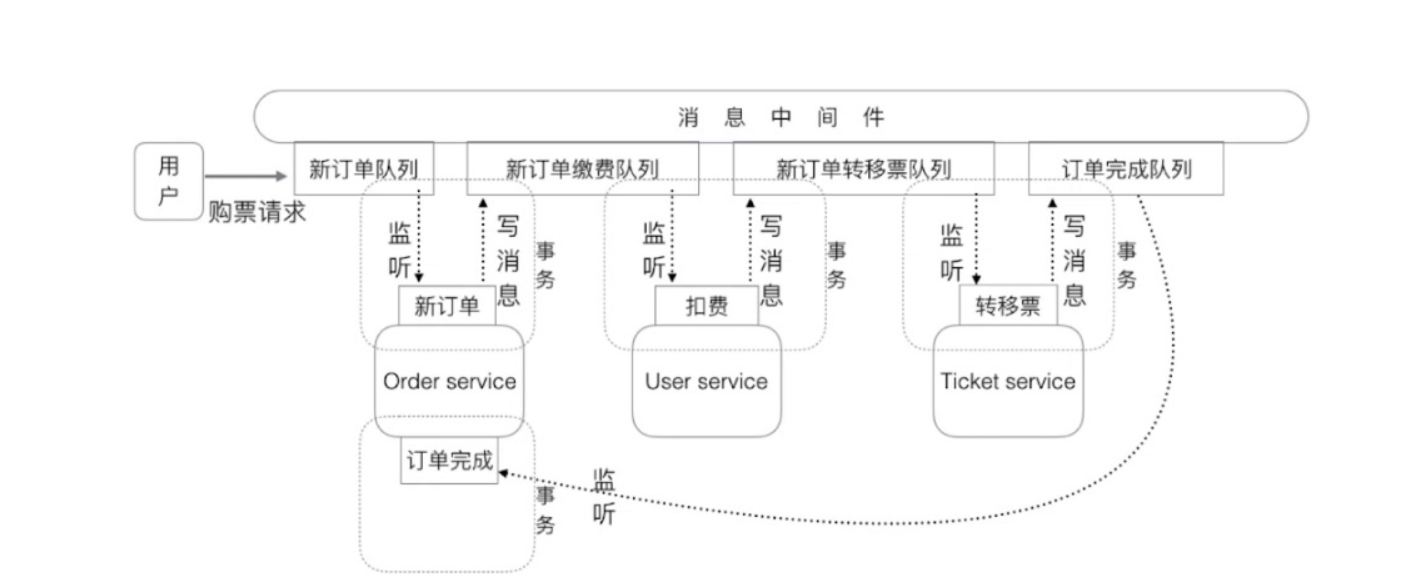 消息中间件
用
户
购票请求
新订单队列
新订单缴费队列
新订单转移票队列
订单完成队列
监
听
写
消
息
事
务
监
听
写
消
息
事
务
监
听
写
消
息
事
务
新订单
扣费
转移票
Order service
User service
Ticket service
订单完成
事
务
监
听